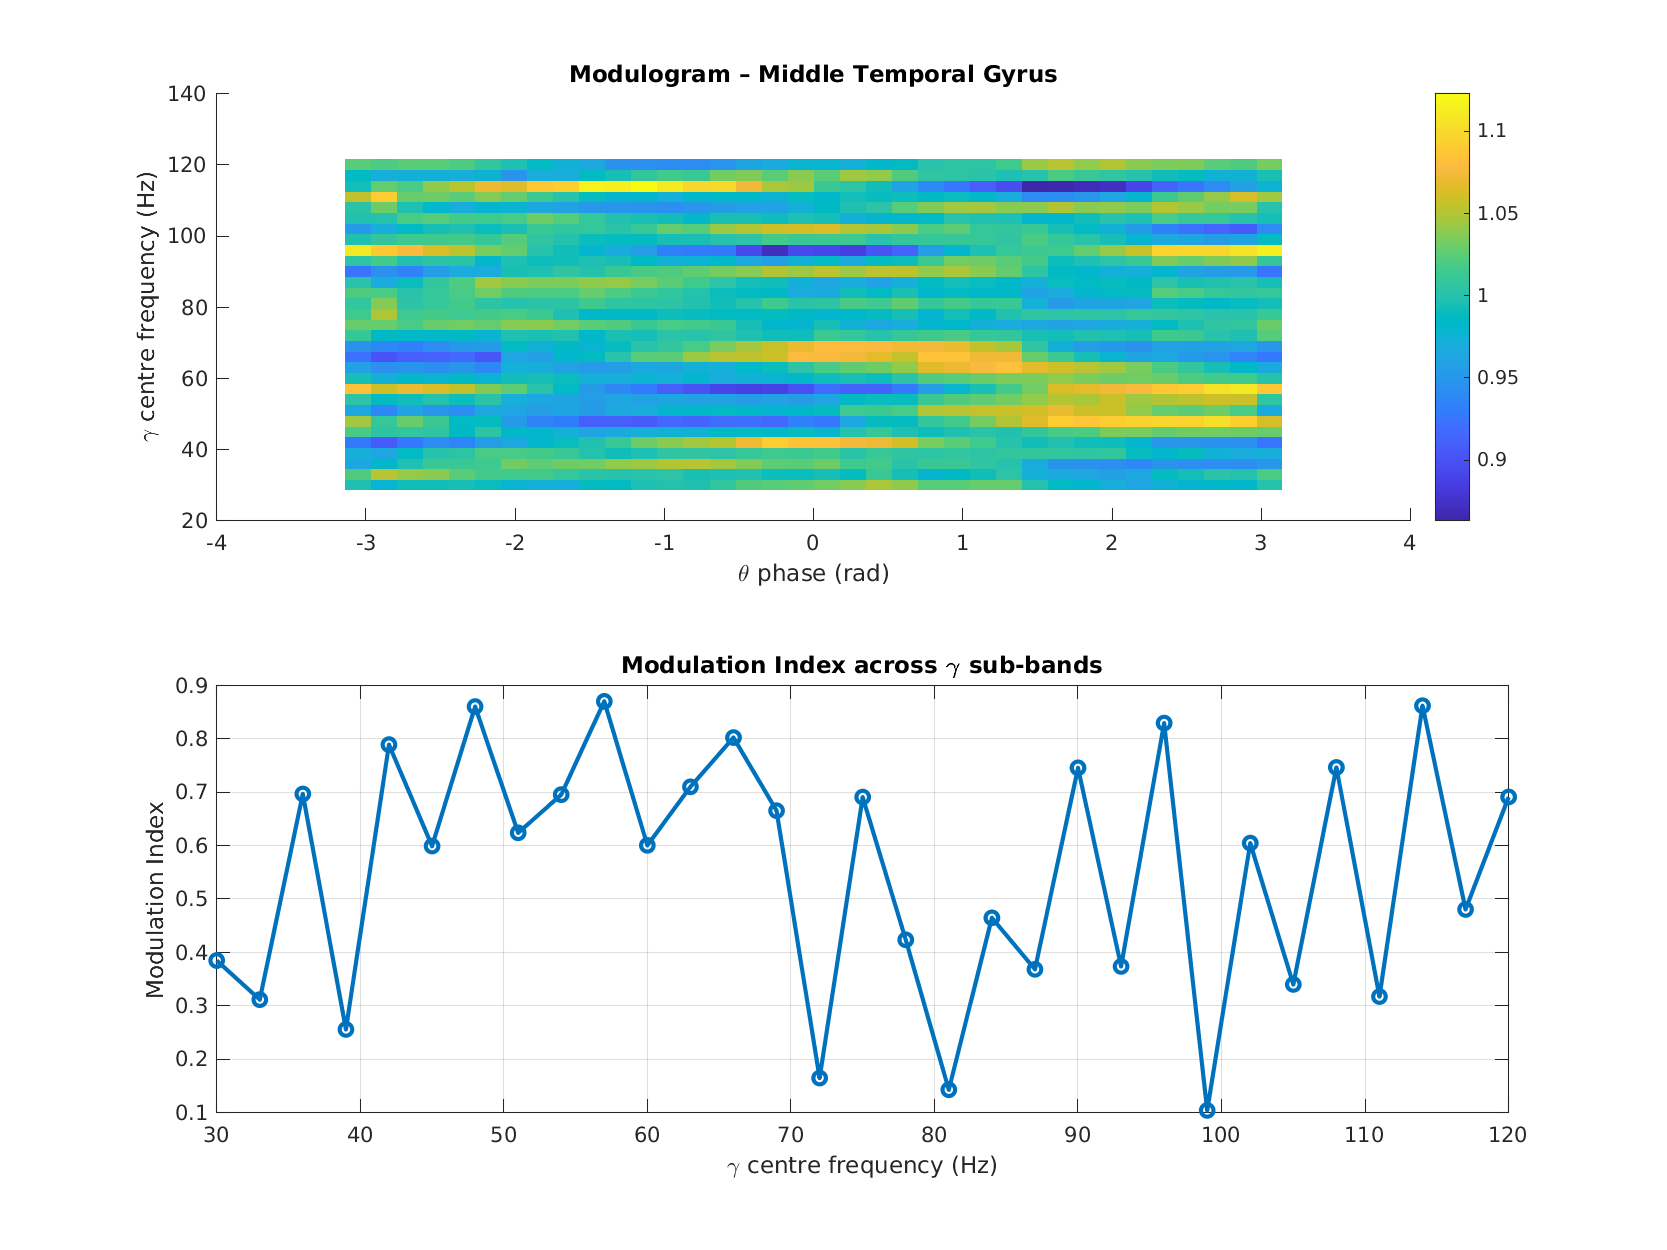 Modulogram – Middle Temporal Gyrus
γ centre frequency (Hz)
140
120
100
80
60
40
20
-4 -3 -2 -1 0 1 2 3 4
θ phase (rad)
1.1
1.05
1
0.95
0.9
Modulation Index across γ sub-bands
Modulation Index
0.9
0.8
0.7
0.6
0.5
0.4
0.3
0.2
0.1
30 40 50 60 70 80 90 100 110 120
γ centre frequency (Hz)